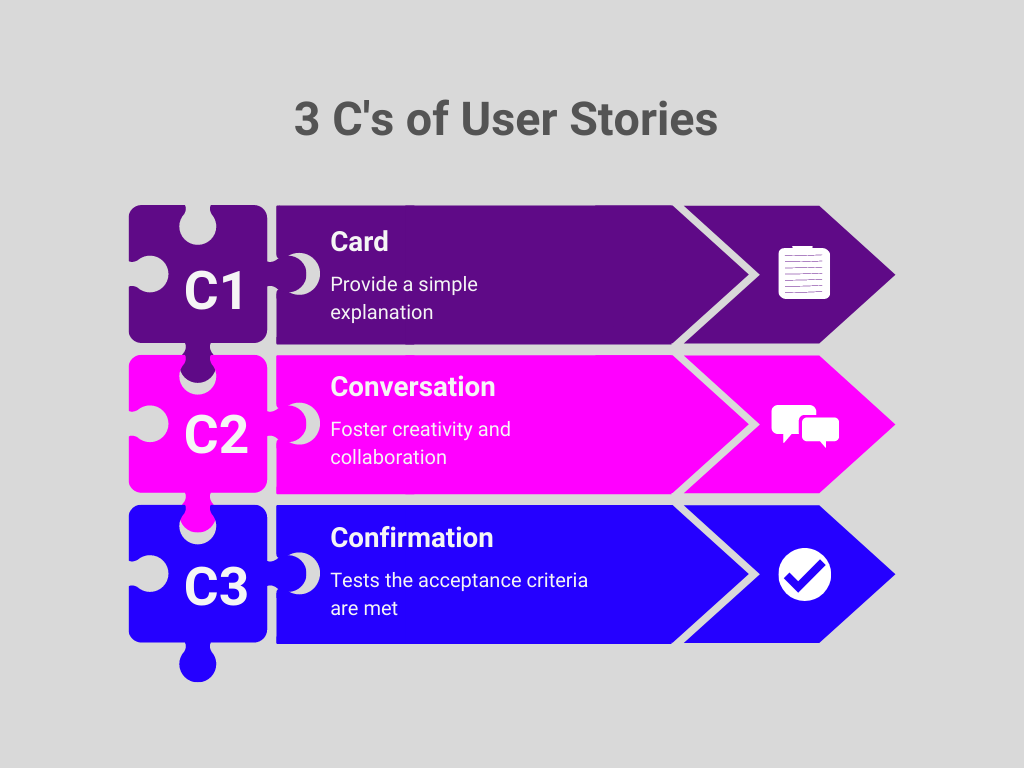 3 C's of User Stories
C1
Card
Provide a simple
explanation
C2
Conversation
Foster creativity and
collaboration
C3
Confirmation
Tests the acceptance criteria
are met